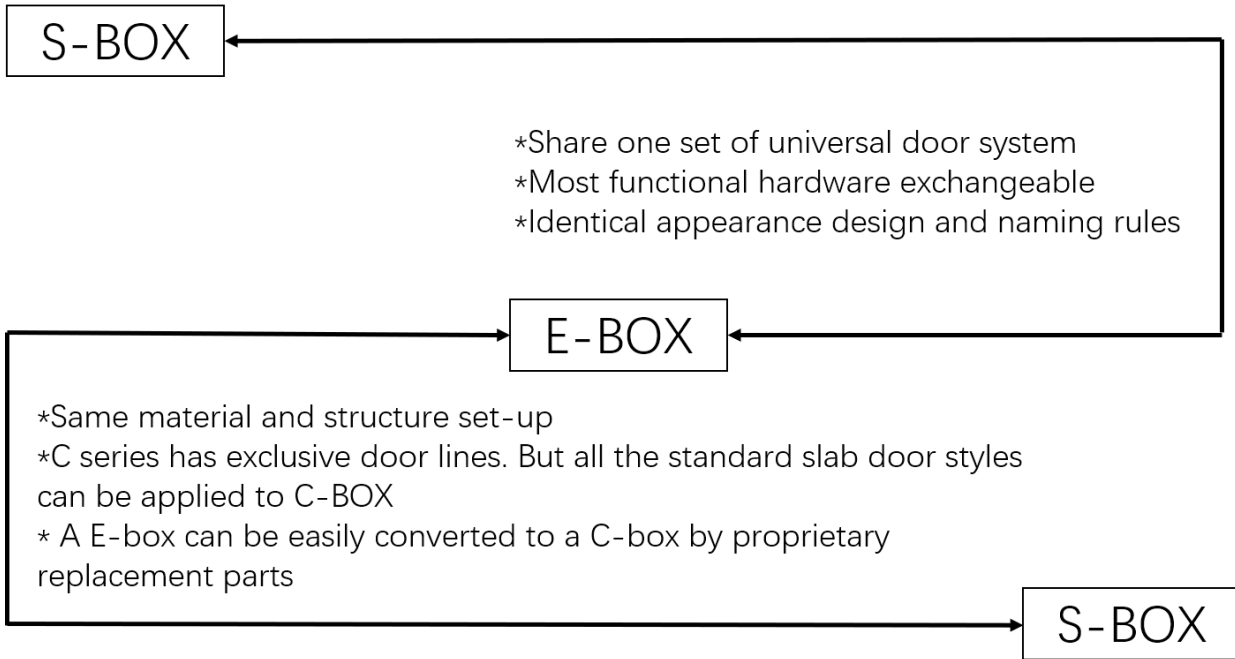 S-BOX
*Share one set of universal door system
*Most functional hardware exchangeable
*Identical appearance design and naming rules
E-BOX
*Same material and structure set-up
*C series has exclusive door lines. But all the standard slab door styles
can be applied to C-BOX
* A E-box can be easily converted to a C-box by proprietary
replacement parts
S-BOX